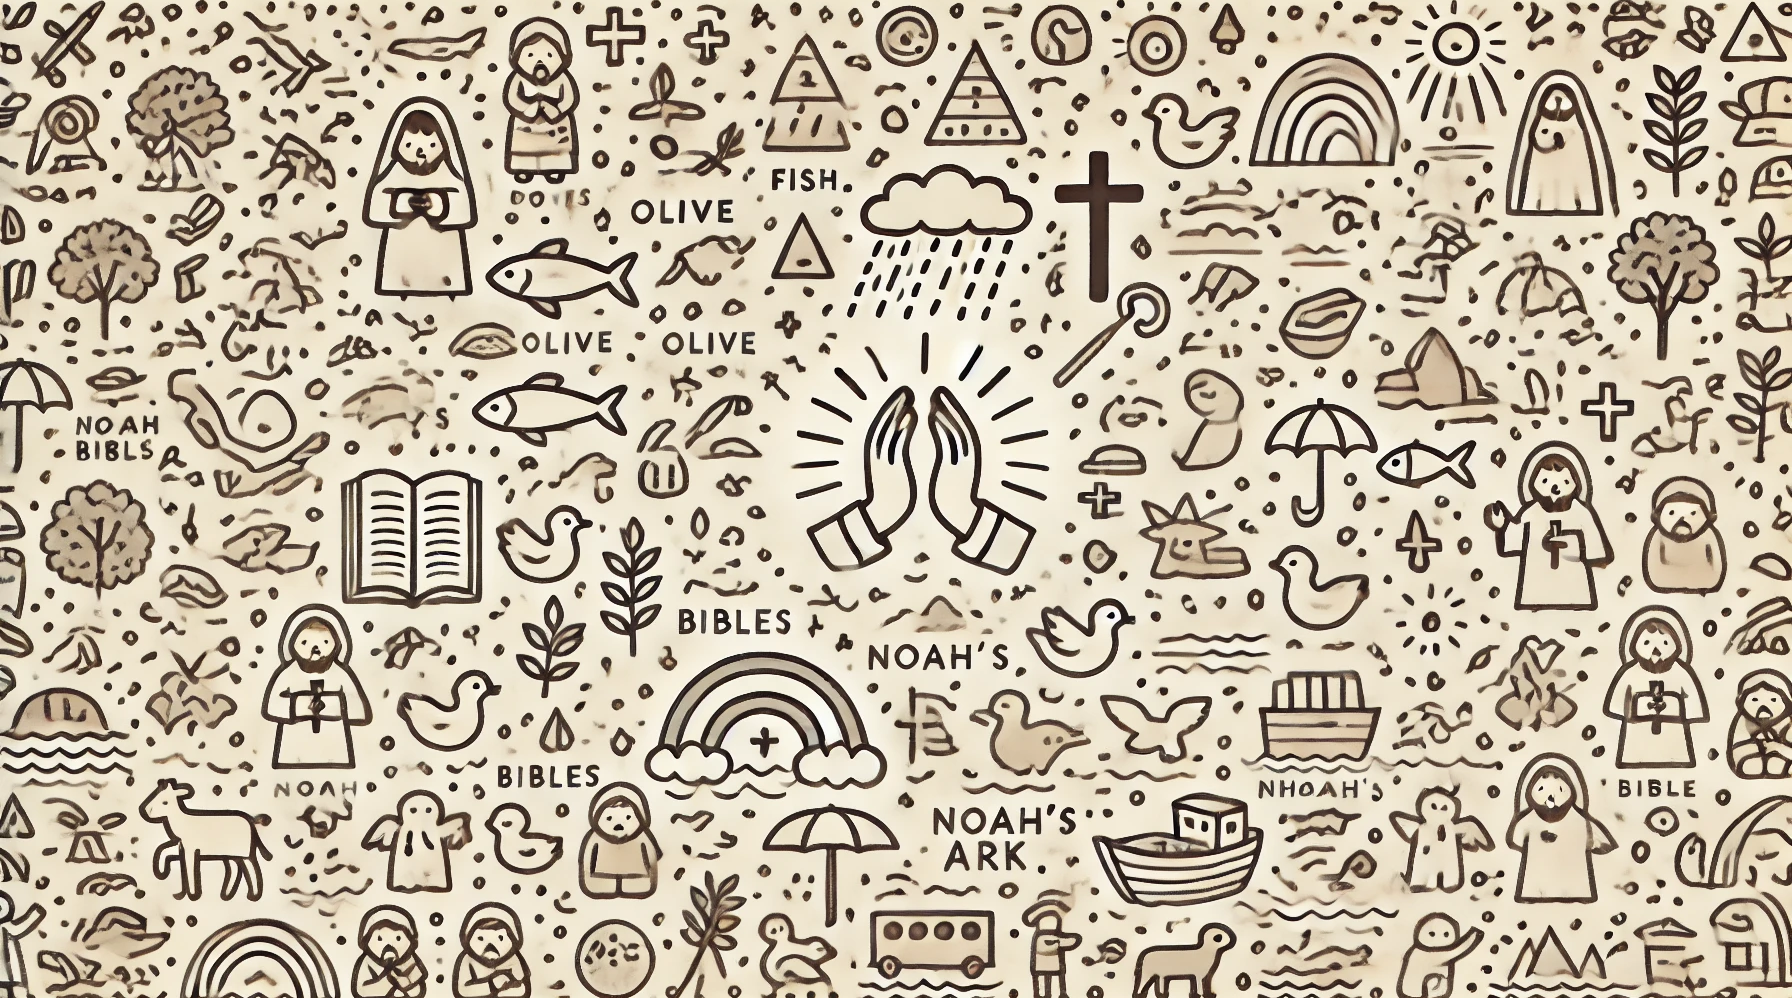 FISH.
OLIVE
OLIVE
OLIVE
NOAH
BIBLS
BIBLES
NOAH'S
BIBLES
NOAH
NHOAH'S
BIBLE
NOAH'S
ARK.